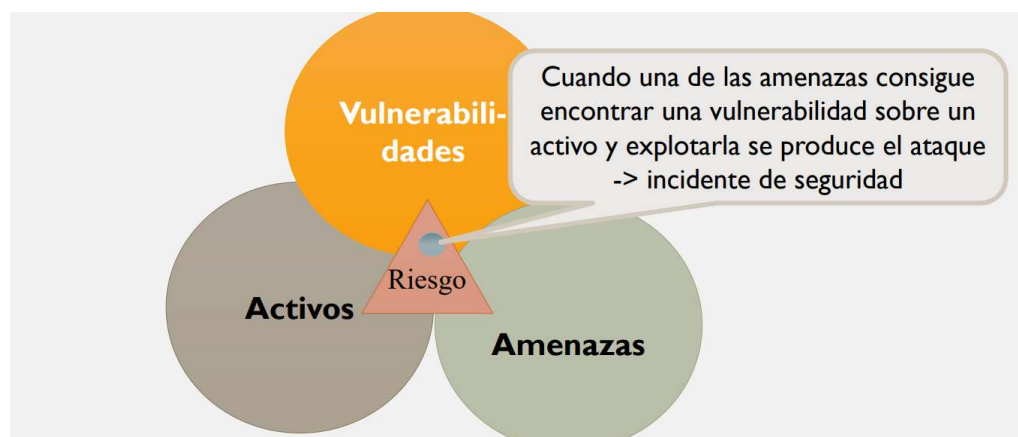 Vulnerabili-
dades
Cuando una de las amenazas consigue
encontrar una vulnerabilidad sobre un
activo y explotarla se produce el ataque
-> incidente de seguridad
Riesgo
Activos
Amenazas